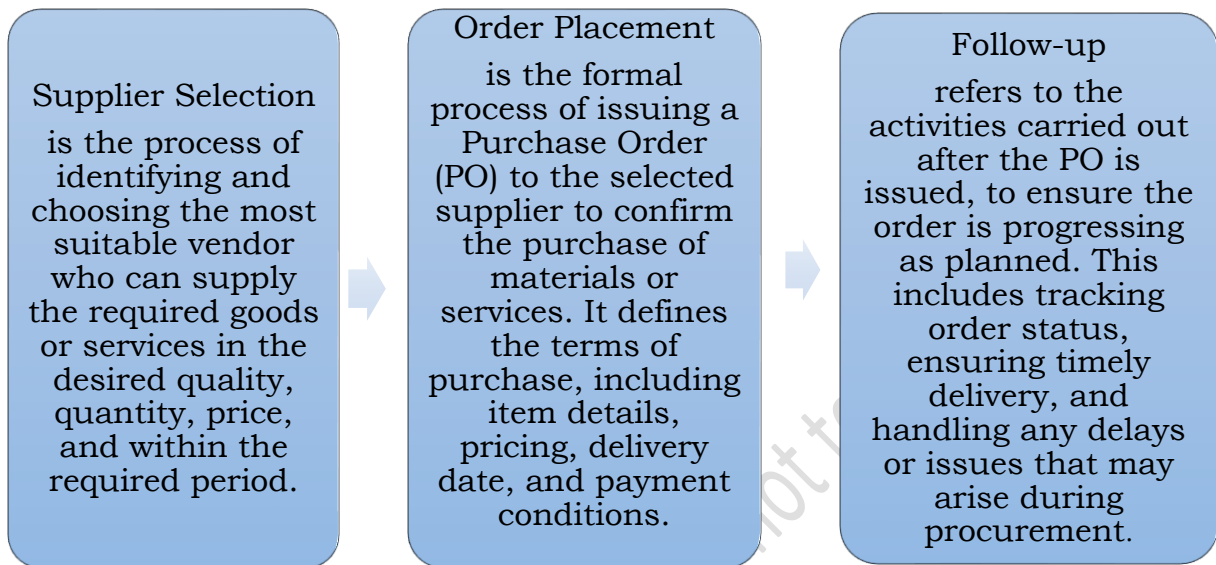 Supplier Selection
is the process of
identifying and
choosing the most
suitable vendor
who can supply
the required goods
or services in the
desired quality,
quantity, price,
and within the
required period.
Order Placement
is the formal
process of issuing a
Purchase Order
(PO) to the selected
supplier to confirm
the purchase of
materials or
services. It defines
the terms of
purchase, including
item details,
pricing, delivery
date, and payment
conditions.
Follow-up
refers to the
activities carried out
after the PO is
issued, to ensure the
order is progressing
as planned. This
includes tracking
order status,
ensuring timely
delivery, and
handling any delays
or issues that may
arise during
procurement.
not